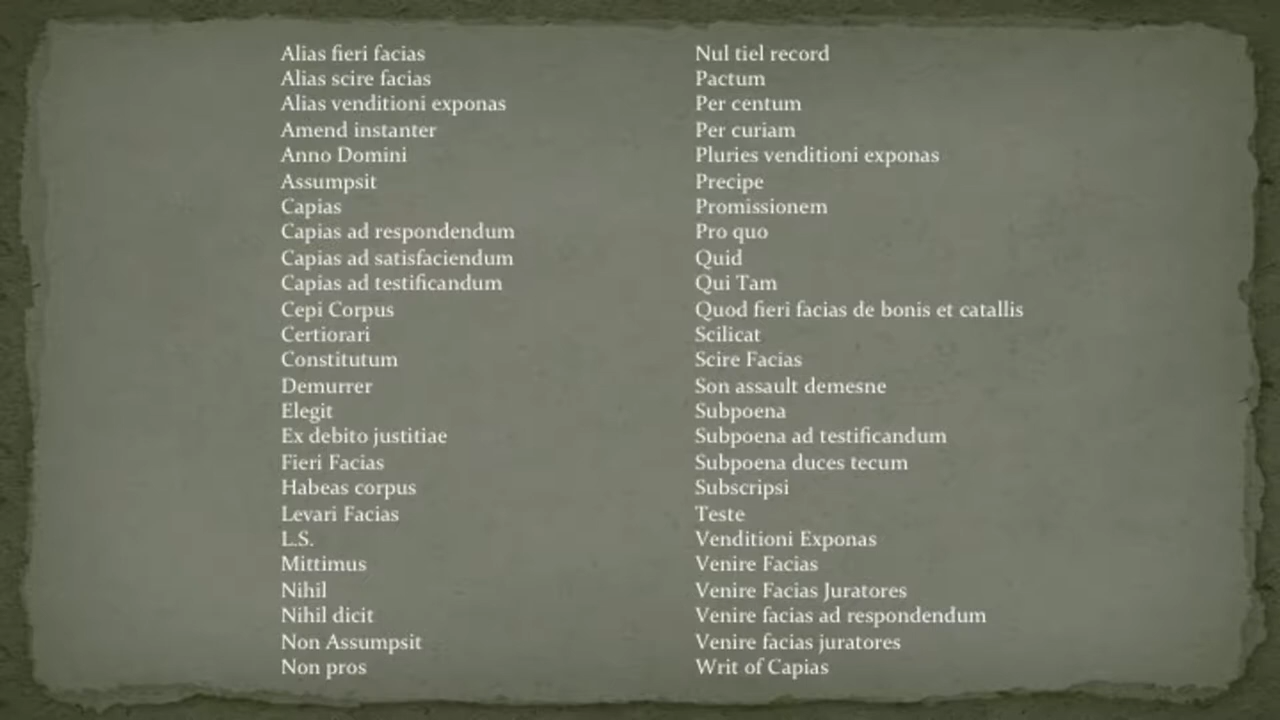 Alias fieri facias
Alias scire facias
Alias venditioni exponas
Amend instanter
Anno Domini
Assumpsit
Capias
Capias ad respondendum
Capias ad satisfaciendum
Capias ad testificandum
Cepi Corpus
Certiorari
Constitutum
Demurrer
Elegit
Ex debito justitiae
Fieri Facias
Habeas corpus
Levari Facias
L.S.
Mittimus
Nihil
Nihil dicit
Non Assumpsit
Non pros
Nul tiel record
Pactum
Per centum
Per curiam
Pluries venditioni exponas
Precipe
Promissionem
Pro quo
Quid
Qui Tam
Quod fieri facias de bonis et catallis
Scilicat
Scire Facias
Son assault demesne
Subpoena
Subpoena ad testificandum
Subpoena duces tecum
Subscripsi
Teste
Venditioni Exponas
Venire Facias
Venire Facias Juratores
Venire facias ad respondendum
Venire facias juratores
Writ of Capias